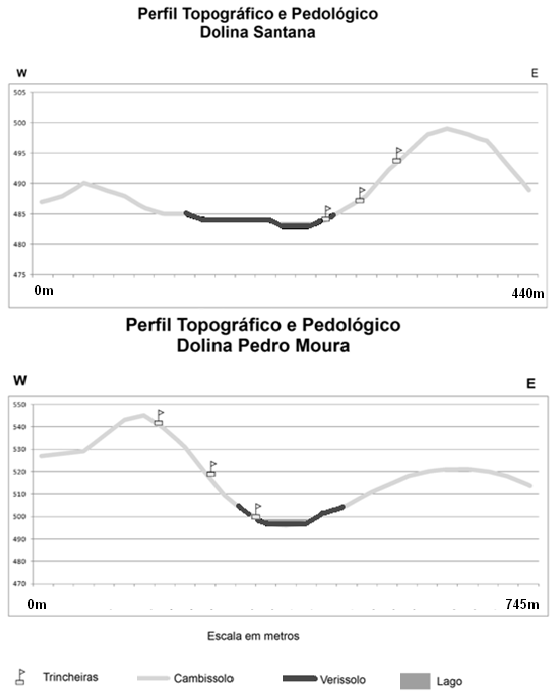 Perfil Topográfico e Pedológico
Dolina Santana
W E
505
500
495
490
485
480
475
0m 440m
Perfil Topográfico e Pedológico
Dolina Pedro Moura
W E
550
540
530
520
510
500
490
480
470
0m 745m
Escala em metros
Trincheiras Cambissolo Verissolo Lago